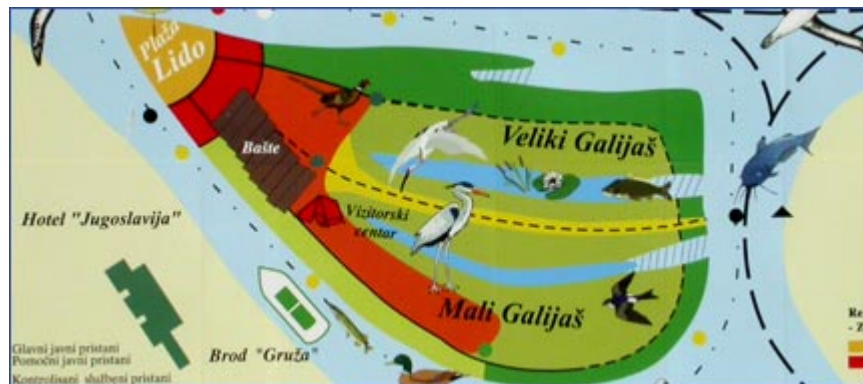 Plaža
Lido
Veliki Galijaš
Bašte
Hotel "Jugoslavija"
Vizitorski
centar
Mali Galijaš
Brod "Gruža"
Glavni javni pristani
Pomoćni javni pristani
Kontrolisani službeni pristani